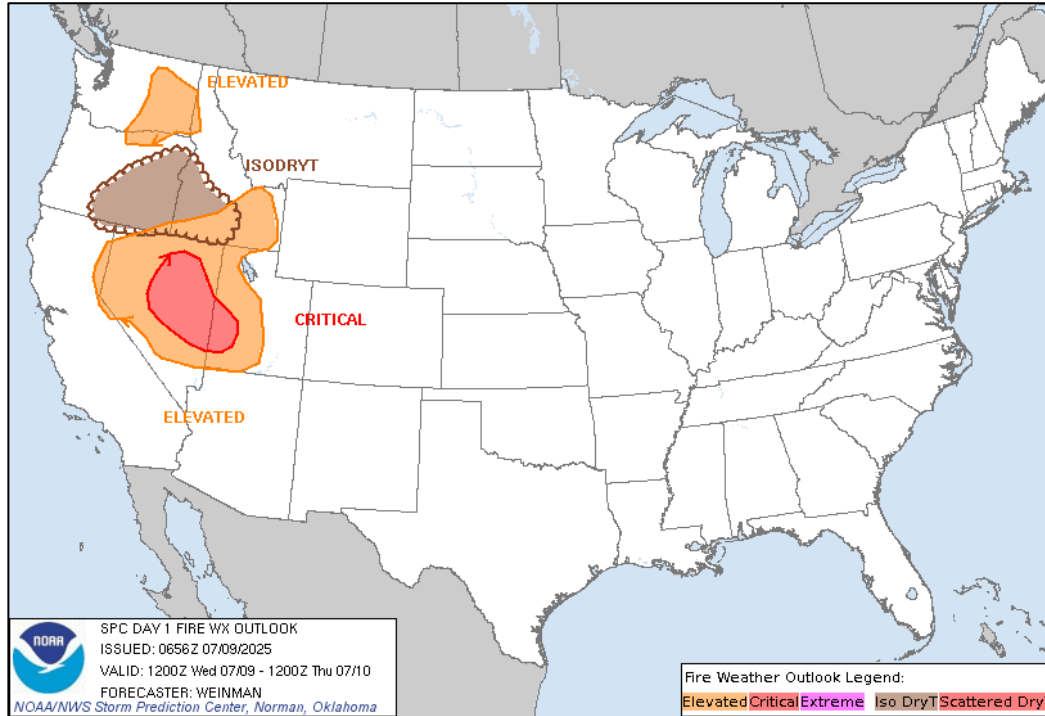 ELEVATED
ISODRYT
CRITICAL
ELEVATED
NOAA
SPC DAY 1 FIRE WX OUTLOOK
ISSUED: 0656Z 07/09/2025
VALID: 1200Z Wed 07/09 - 1200Z Thu 07/10
FORECASTER: WEINMAN
NOAA/NWS Storm Prediction Center, Norman, Oklahoma
Fire Weather Outlook Legend:
Elevated Critical Extreme Iso DryT Scattered Dry